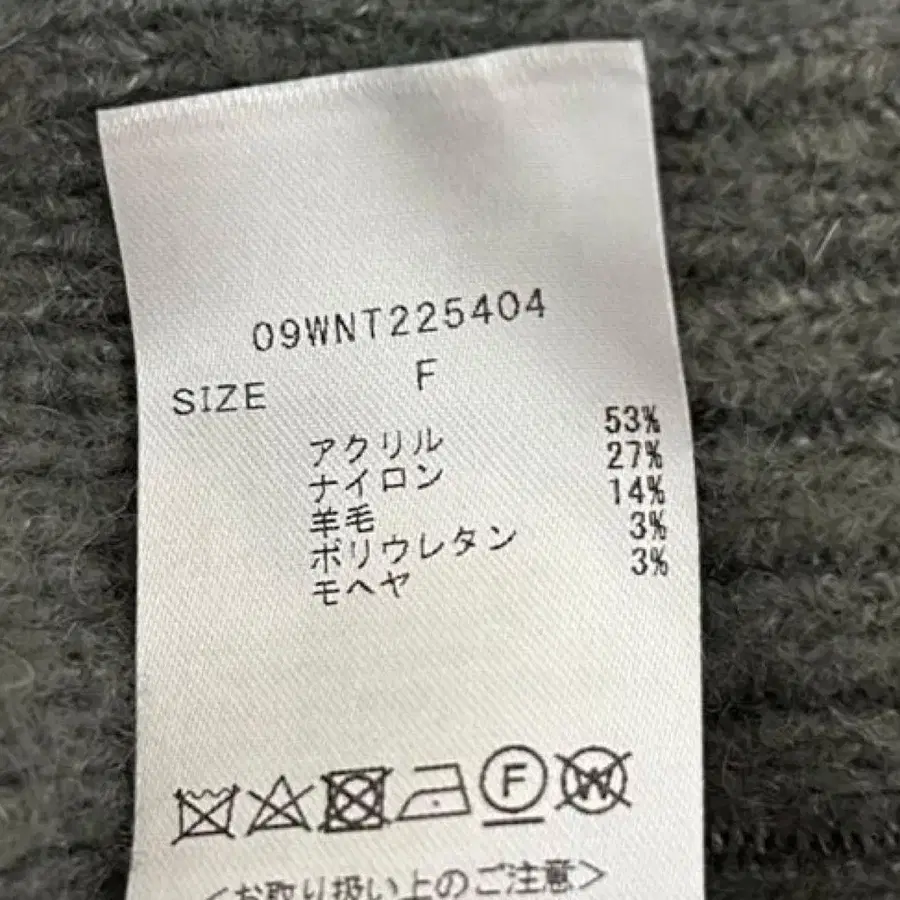 09WNT225404
SIZE F
アクリル 53%
ナイロン 27%
羊毛 14%
ポリウレタン 3%
モヘヤ 3%
F W
<お取り扱い上のご注意>